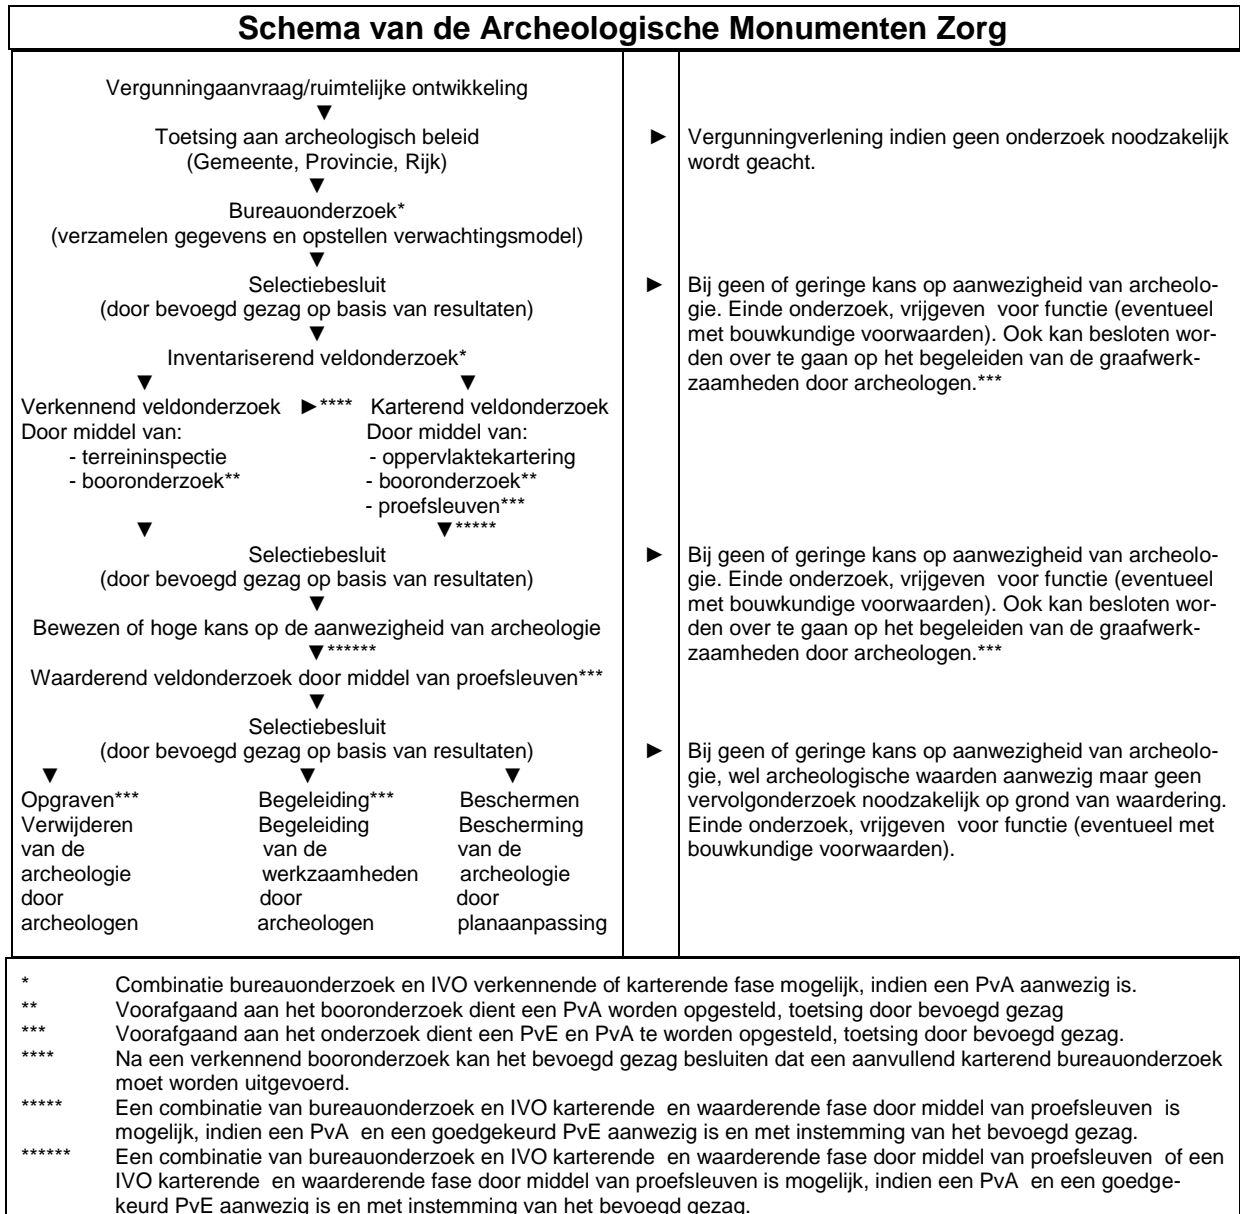 Schema van de Archeologische Monumenten Zorg
Vergunningaanvraag/ruimtelijke ontwikkeling
▼
Toetsing aan archeologisch beleid
(Gemeente, Provincie, Rijk)
▼
► Vergunningverlening indien geen onderzoek noodzakelijk
wordt geacht.
Bureauonderzoek*
(verzamelen gegevens en opstellen verwachtingsmodel)
▼
Selectiebesluit
(door bevoegd gezag op basis van resultaten)
▼
► Bij geen of geringe kans op aanwezigheid van archeolo-
gie. Einde onderzoek, vrijgeven voor functie (eventueel
met bouwkundige voorwaarden). Ook kan besloten wor-
den over te gaan op het begeleiden van de graafwerk-
zaamheden door archeologen.***
Inventariserend veldonderzoek*
▼ ▼
Verkennend veldonderzoek ►**** Karterend veldonderzoek
Door middel van: Door middel van:
- terreininspectie - oppervlaktekartering
- booronderzoek** - booronderzoek**
- proefsleuven***
▼ ▼*****
Selectiebesluit
(door bevoegd gezag op basis van resultaten)
▼
► Bij geen of geringe kans op aanwezigheid van archeolo-
gie. Einde onderzoek, vrijgeven voor functie (eventueel
met bouwkundige voorwaarden). Ook kan besloten wor-
den over te gaan op het begeleiden van de graafwerk-
zaamheden door archeologen.***
Bewezen of hoge kans op de aanwezigheid van archeologie
▼******
Waarderend veldonderzoek door middel van proefsleuven***
▼
Selectiebesluit
(door bevoegd gezag op basis van resultaten)
▼ ▼ ▼
► Bij geen of geringe kans op aanwezigheid van archeolo-
gie, wel archeologische waarden aanwezig maar geen
vervolgonderzoek noodzakelijk op grond van waardering.
Einde onderzoek, vrijgeven voor functie (eventueel met
bouwkundige voorwaarden).
Opgraven*** Begeleiding*** Beschermen
Verwijderen Begeleiding Bescherming
van de van de van de
archeologie werkzaamheden archeologie
door door door
archeologen archeologen planaanpassing
* Combinatie bureauonderzoek en IVO verkennende of karterende fase mogelijk, indien een PvA aanwezig is.
** Voorafgaand aan het booronderzoek dient een PvA worden opgesteld, toetsing door bevoegd gezag
*** Voorafgaand aan het onderzoek dient een PvE en PvA te worden opgesteld, toetsing door bevoegd gezag.
**** Na een verkennend booronderzoek kan het bevoegd gezag besluiten dat een aanvullend karterend bureauonderzoek
moet worden uitgevoerd.
***** Een combinatie van bureauonderzoek en IVO karterende en waarderende fase door middel van proefsleuven is
mogelijk, indien een PvA en een goedgekeurd PvE aanwezig is en met instemming van het bevoegd gezag.
****** Een combinatie van bureauonderzoek en IVO karterende en waarderende fase door middel van proefsleuven of een
IVO karterende en waarderende fase door middel van proefsleuven is mogelijk, indien een PvA en een goedge-
keurd PvE aanwezig is en met instemming van het bevoegd gezag.